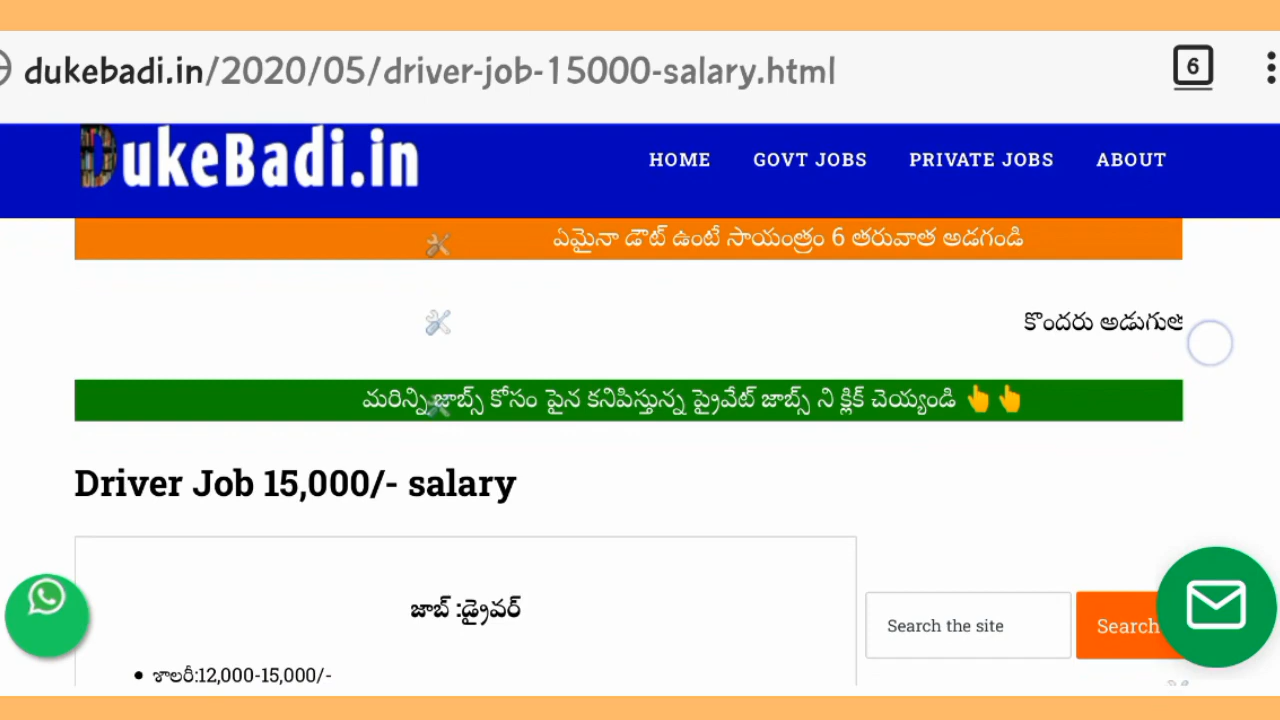 dukebadi.in/2020/05/driver-job-15000-salary.html 6
DukeBadi.in HOME GOVT JOBS PRIVATE JOBS ABOUT
ఏమైనా డౌట్ ఉంటే సాయంత్రం 6 తరువాత అడగండి
కొందరు
మరిన్ని జాబ్స్ కోసం పైన కనిపిస్తున్న ప్రైవేట్ జాబ్స్ ని క్లిక్ చెయ్యండి 👆👆
Driver Job 15,000/- salary
జాబ్ :డ్రైవర్
Search the site Search
• శాలరీ:12,000-15,000/-